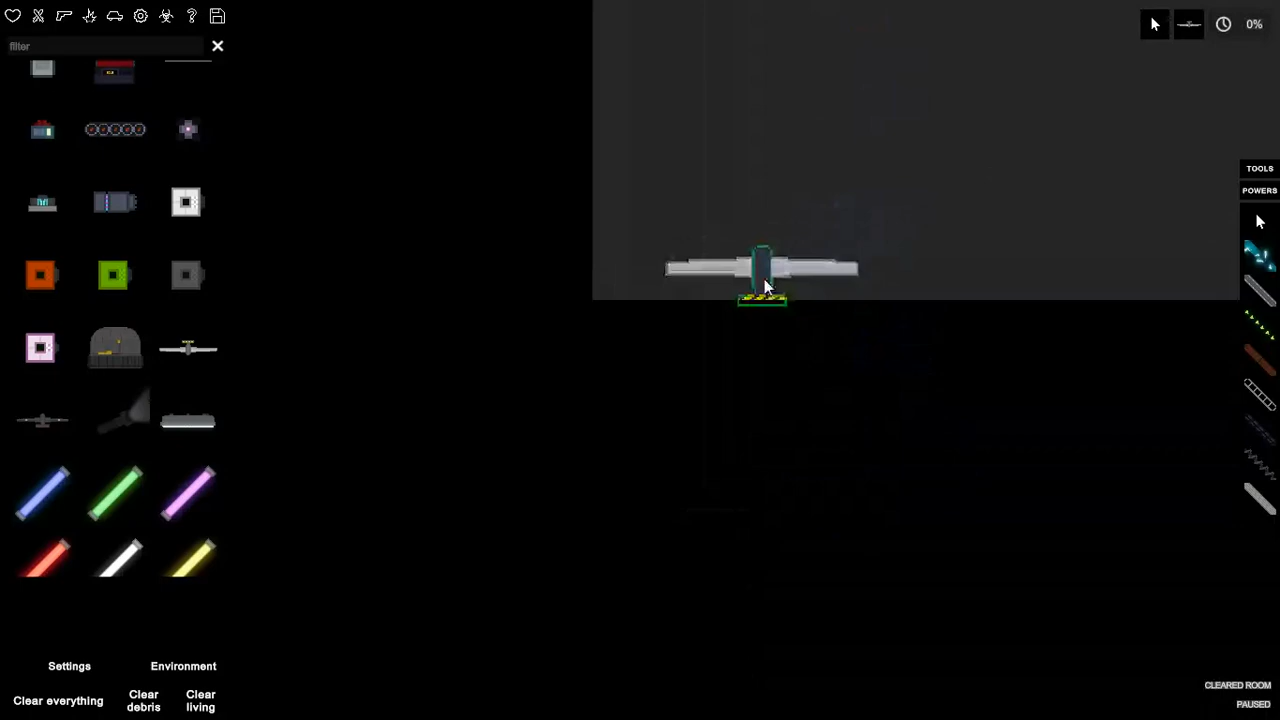 filter
0%
TOOLS
POWERS
Settings
Environment
Clear everything
Clear debris
Clear living
CLEARED ROOM
PAUSED